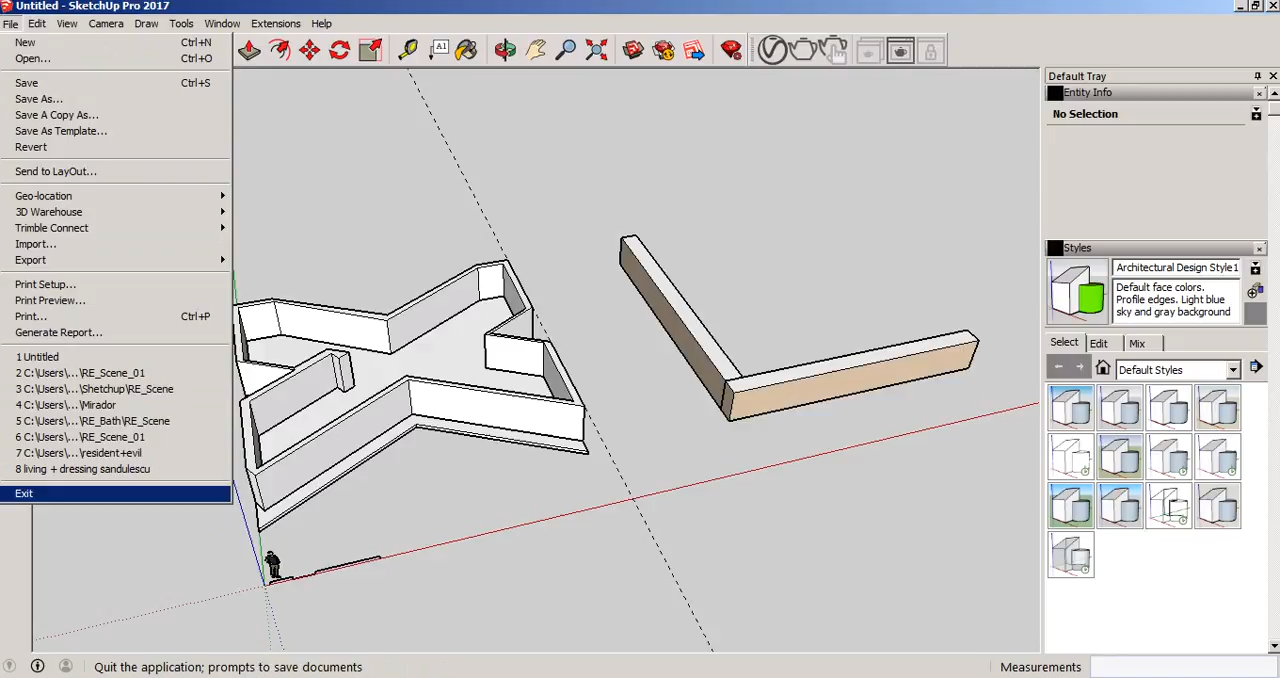 Untitled - SketchUp Pro 2017
File Edit View Camera Draw Tools Window Extensions Help
New Ctrl+N
Open... Ctrl+O
Save Ctrl+S
Save As...
Save A Copy As...
Save As Template...
Revert
Send to LayOut...
Geo-location
3D Warehouse
Trimble Connect
Import...
Export
Print Setup...
Print Preview...
Print... Ctrl+P
Generate Report...
1 Untitled
2 C:\Users\...\RE_Scene_01
3 C:\Users\...\Shetchup\RE_Scene
4 C:\Users\...\Mirador
5 C:\Users\...\RE_Bath\RE_Scene
6 C:\Users\...\RE_Scene_01
7 C:\Users\...\resident+evil
8 living + dressing sandulescu
Exit
A1
Default Tray
Entity Info
No Selection
Styles
Architectural Design Style1
Default face colors.
Profile edges. Light blue
sky and gray background
Select Edit Mix
Default Styles
Quit the application; prompts to save documents
Measurements